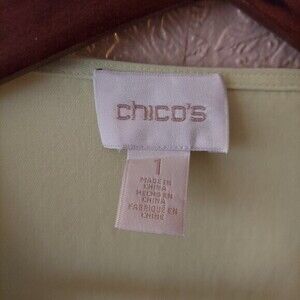 chico's
1
MADE IN
CHINA
HECHO EN
CHINA
FABRIQUÉ EN
CHINE